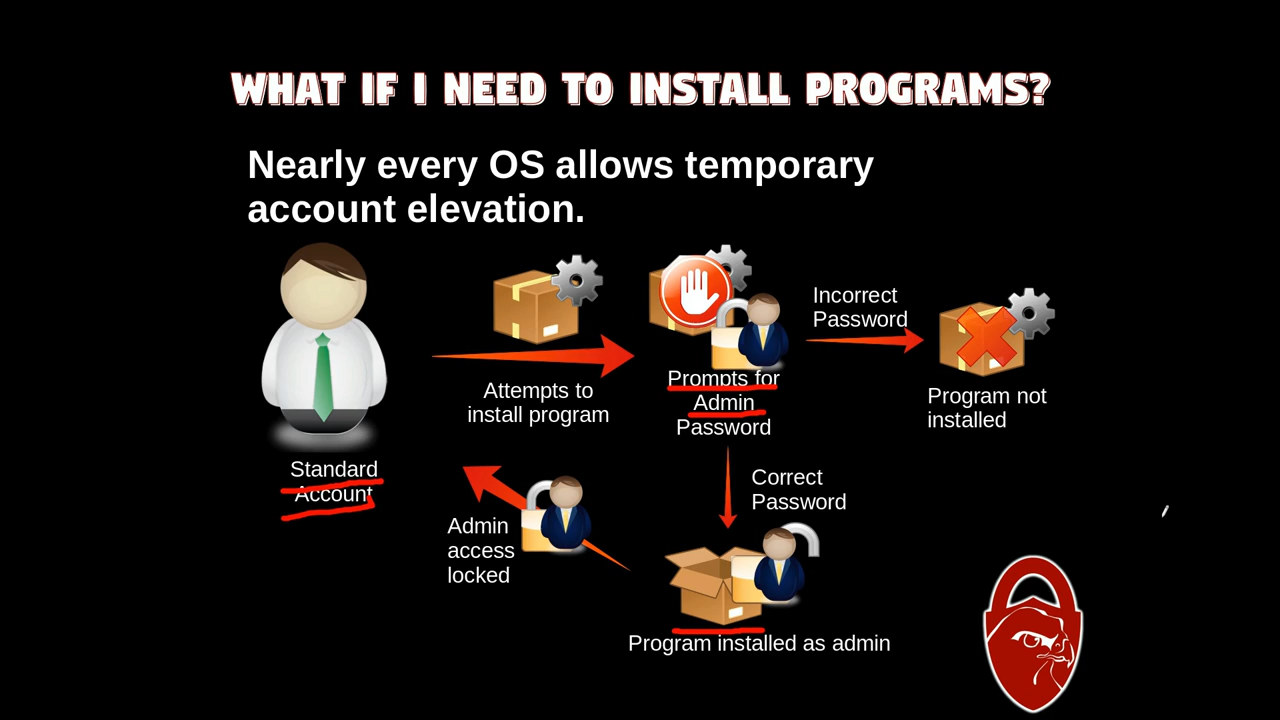 WHAT IF I NEED TO INSTALL PROGRAMS?
Nearly every OS allows temporary
account elevation.
Attempts to
install program
Prompts for
Admin
Password
Incorrect
Password
Program not
installed
Standard
Account
Correct
Password
Admin
access
locked
Program installed as admin